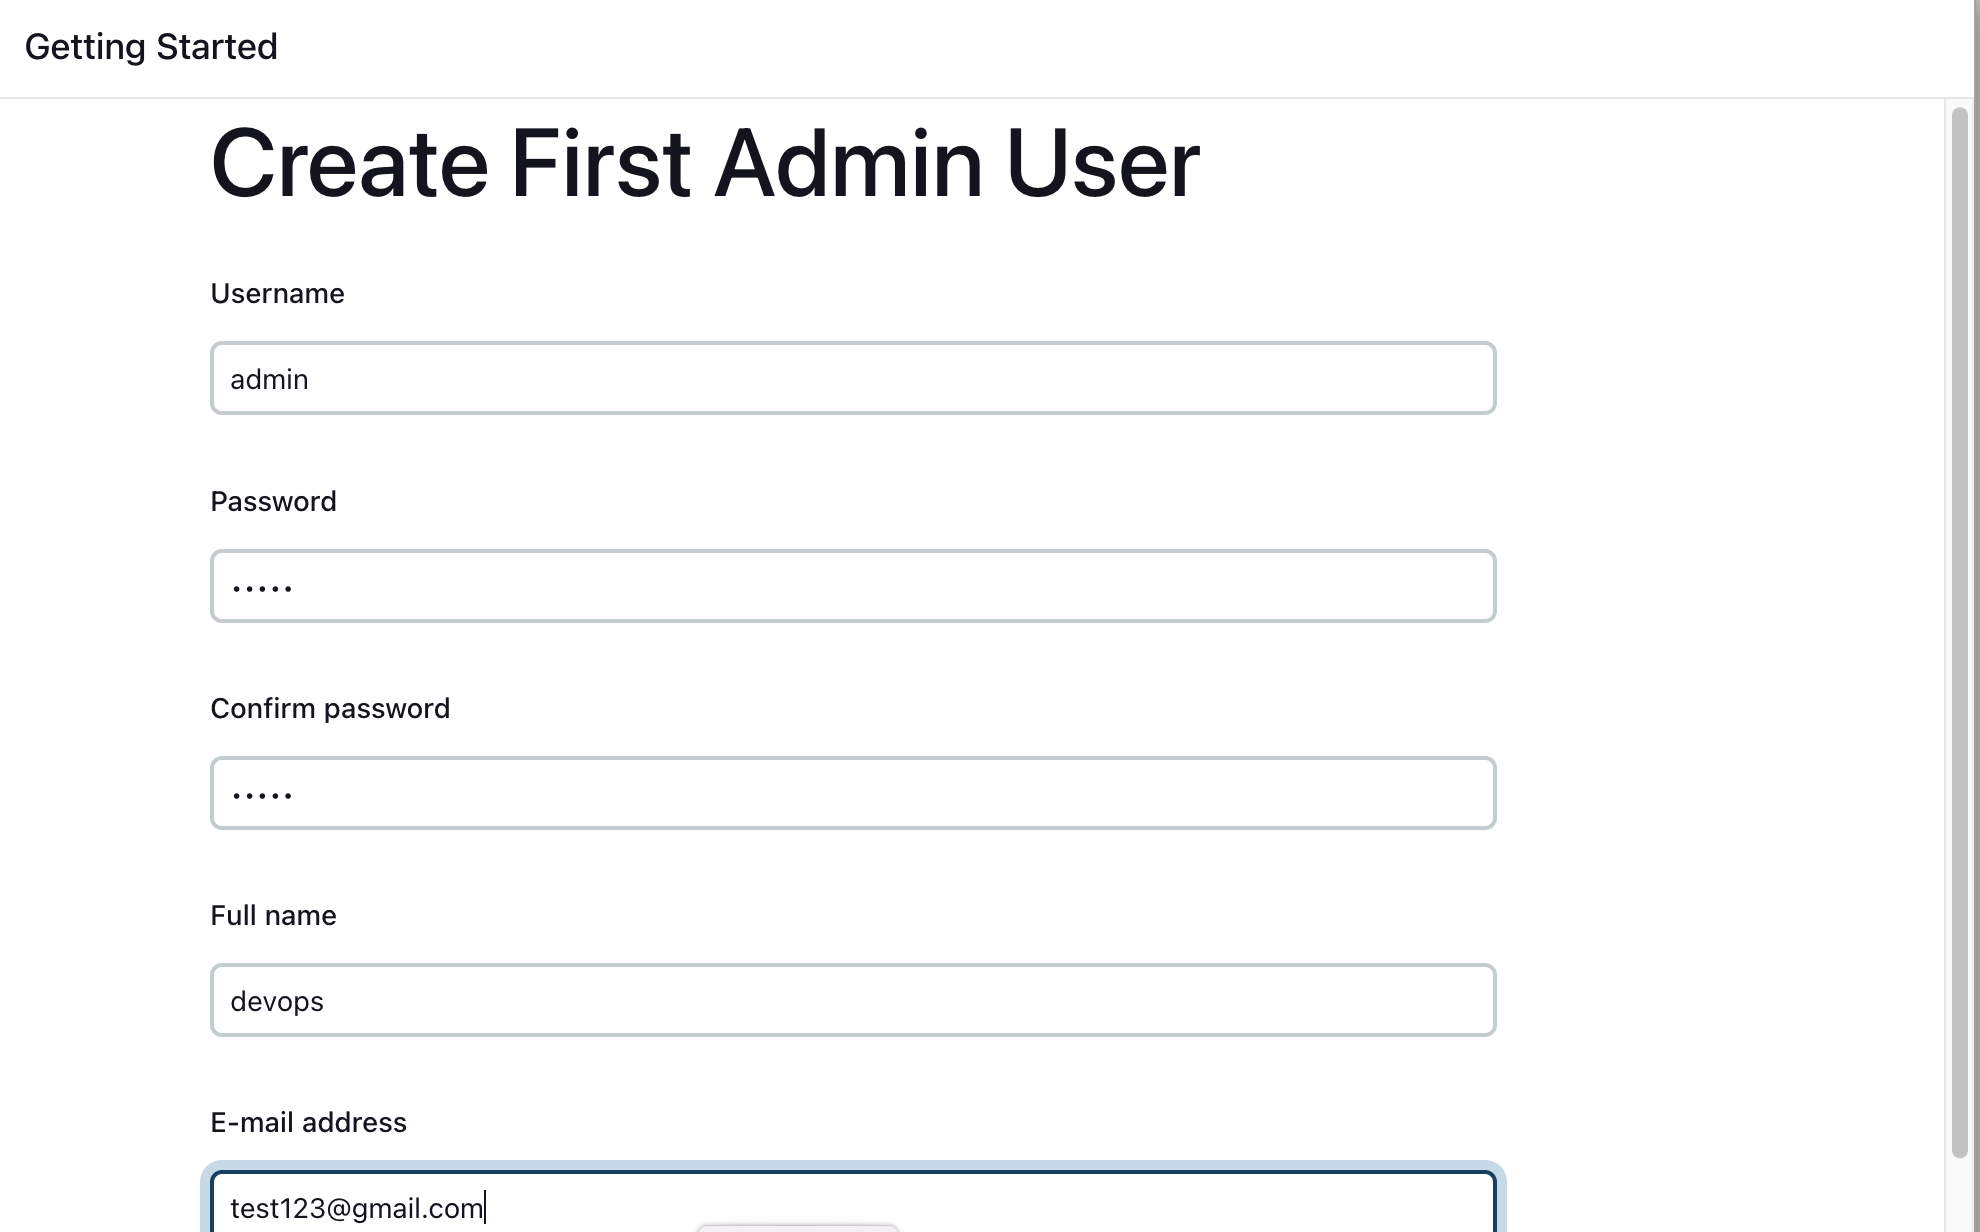 Getting Started
Create First Admin User
Username
admin
Password
•••••
Confirm password
•••••
Full name
devops
E-mail address
test123@gmail.com